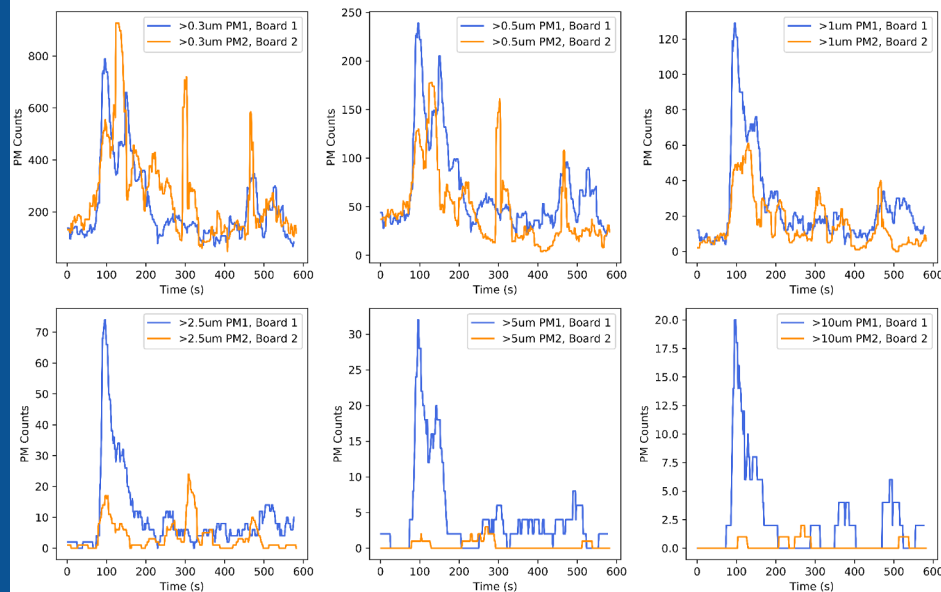 >0.3um PM1, Board 1
>0.3um PM2, Board 2
PM Counts
800
600
400
200
0 100 200 300 400 500 600
Time (s)
>0.5um PM1, Board 1
>0.5um PM2, Board 2
PM Counts
250
200
150
100
50
0
0 100 200 300 400 500 600
Time (s)
>1um PM1, Board 1
>1um PM2, Board 2
PM Counts
120
100
80
60
40
20
0
0 100 200 300 400 500 600
Time (s)
>2.5um PM1, Board 1
>2.5um PM2, Board 2
PM Counts
70
60
50
40
30
20
10
0
0 100 200 300 400 500 600
Time (s)
>5um PM1, Board 1
>5um PM2, Board 2
PM Counts
30
25
20
15
10
5
0
0 100 200 300 400 500 600
Time (s)
>10um PM1, Board 1
>10um PM2, Board 2
PM Counts
20.0
17.5
15.0
12.5
10.0
7.5
5.0
2.5
0.0
0 100 200 300 400 500 600
Time (s)